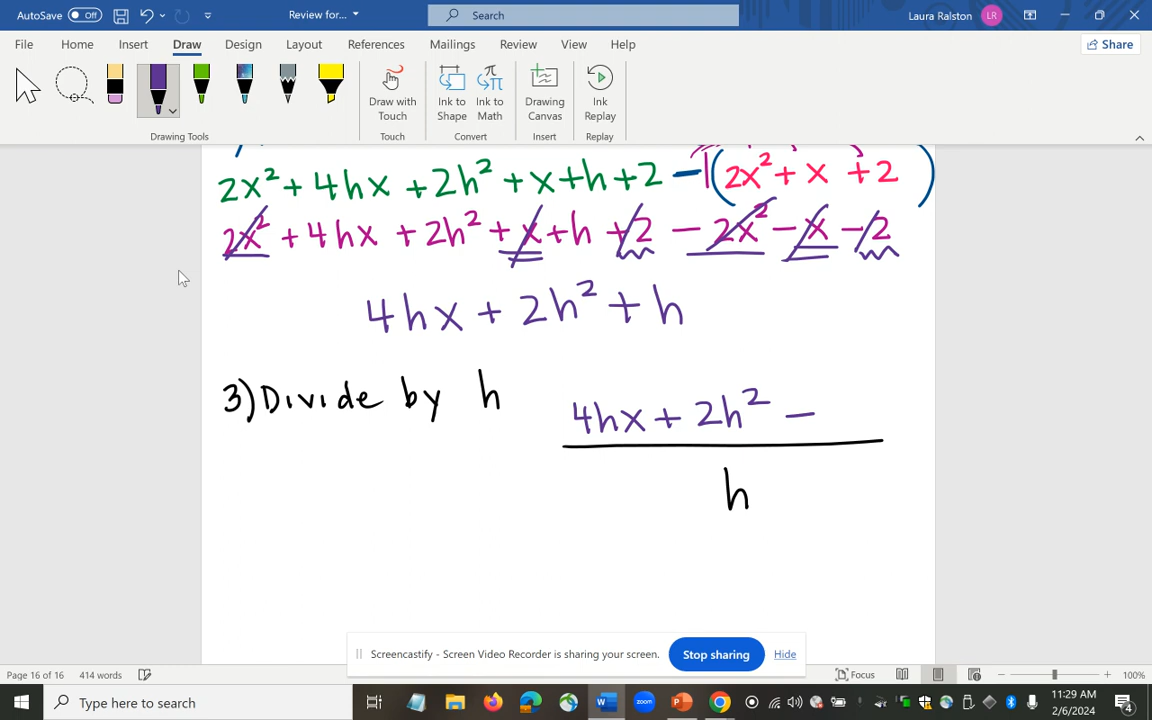 AutoSave Off Review for... Search Laura Ralston LR
File Home Insert Draw Design Layout References Mailings Review View Help Share
Draw with Touch Ink to Shape Ink to Math Drawing Canvas Ink Replay
Drawing Tools Touch Convert Insert Replay
2x² + 4hx + 2h² + x + h + 2 - 1(2x² + x + 2)
2x² + 4hx + 2h² + x + h + 2 - 2x² - x - 2
4hx + 2h² + h
3) Divide by h
4hx + 2h² -
h
Screencastify - Screen Video Recorder is sharing your screen. Stop sharing Hide
Page 16 of 16 414 words Focus 100%
Type here to search 11:29 AM
2/6/2024 4